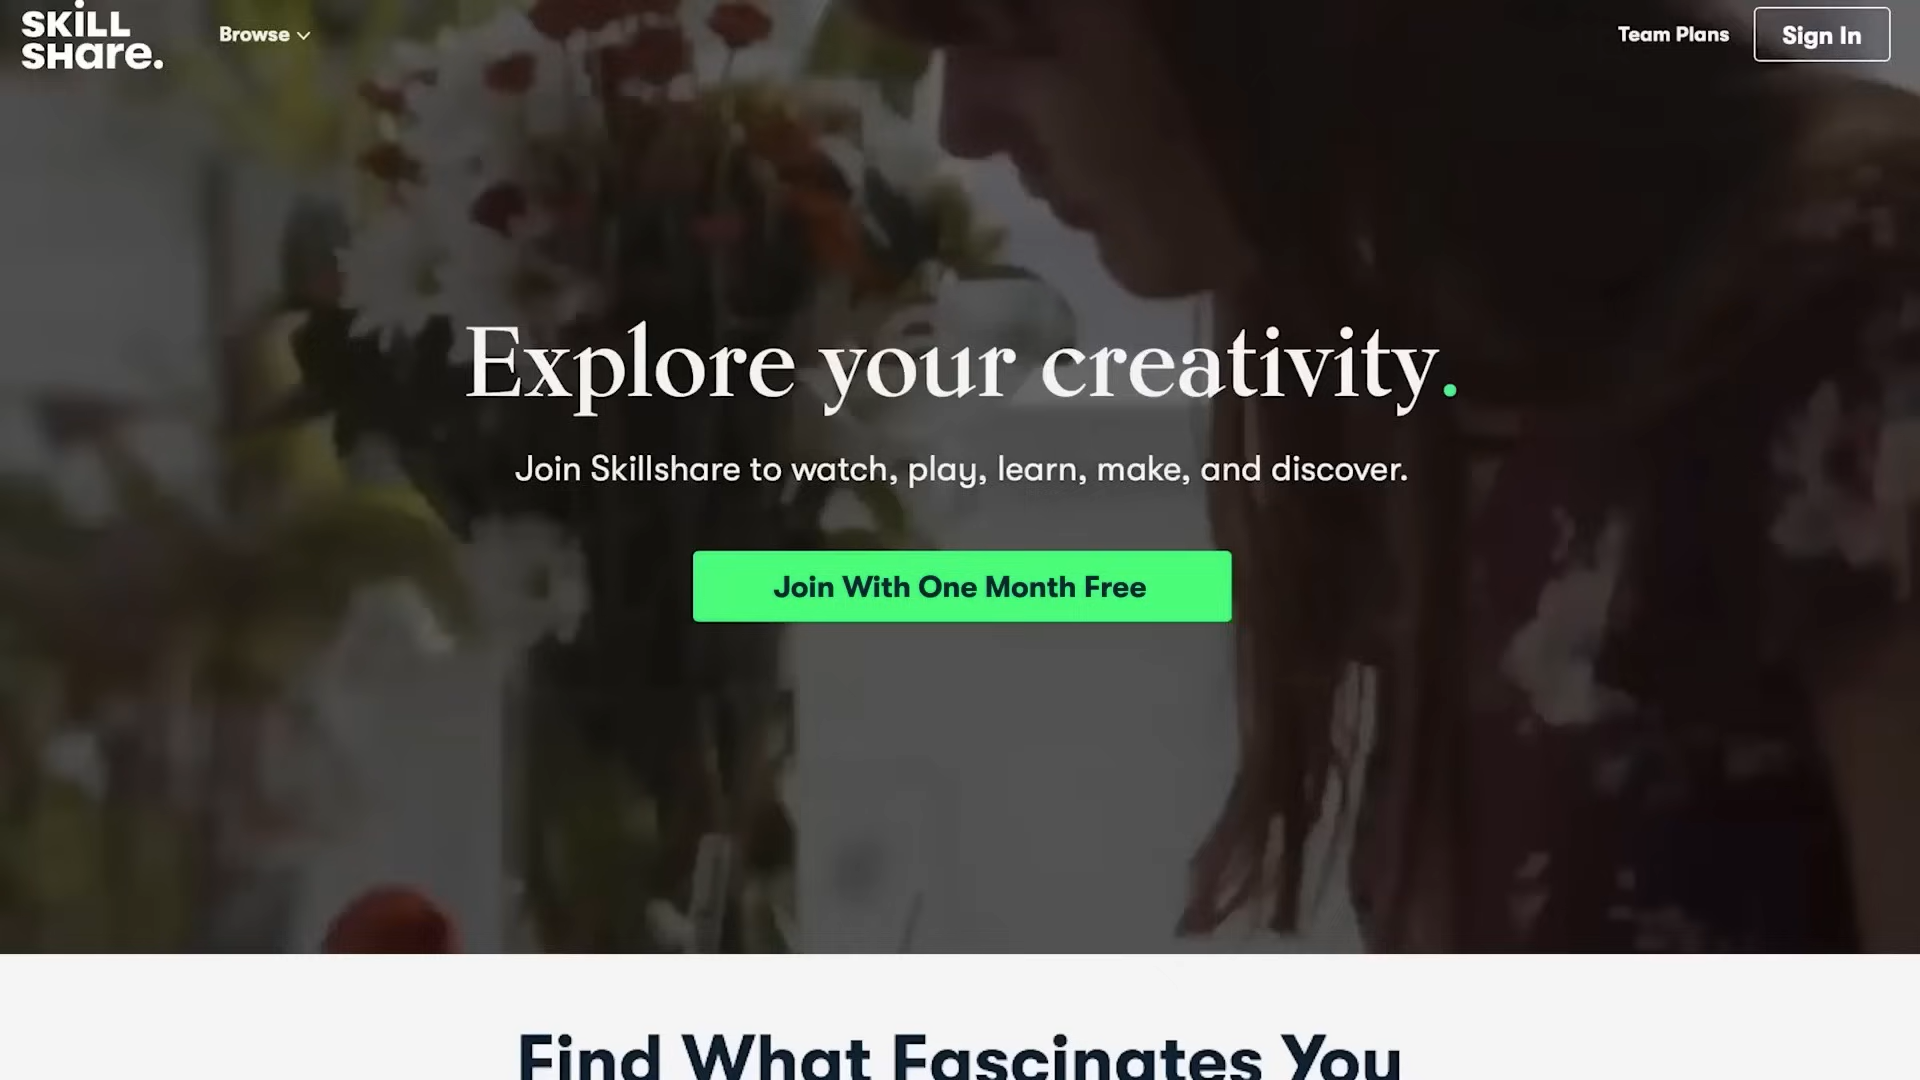 SKiLL
SHare.
Browse
Team Plans
Sign In
Explore your creativity.
Join Skillshare to watch, play, learn, make, and discover.
Join With One Month Free
Find What Fascinates You